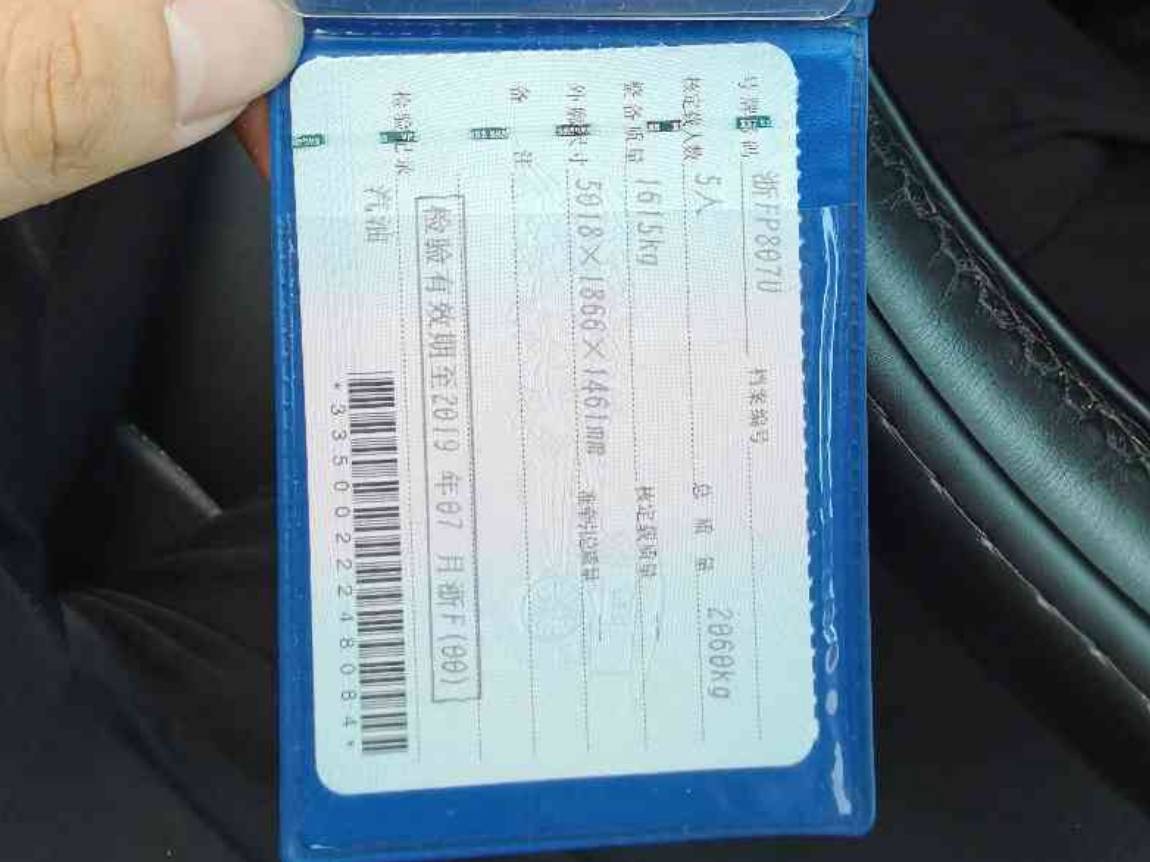 号牌号码 浙FP807U 档案编号
核定载人数 5人 总质量 2060kg
整备质量 1615kg 核定载质量
外廓尺寸 5018×1860×1461mm 准牵引总质量
备注
检验有效期至2019年07月浙F(00)
检验记录
汽油
*3350022248084*